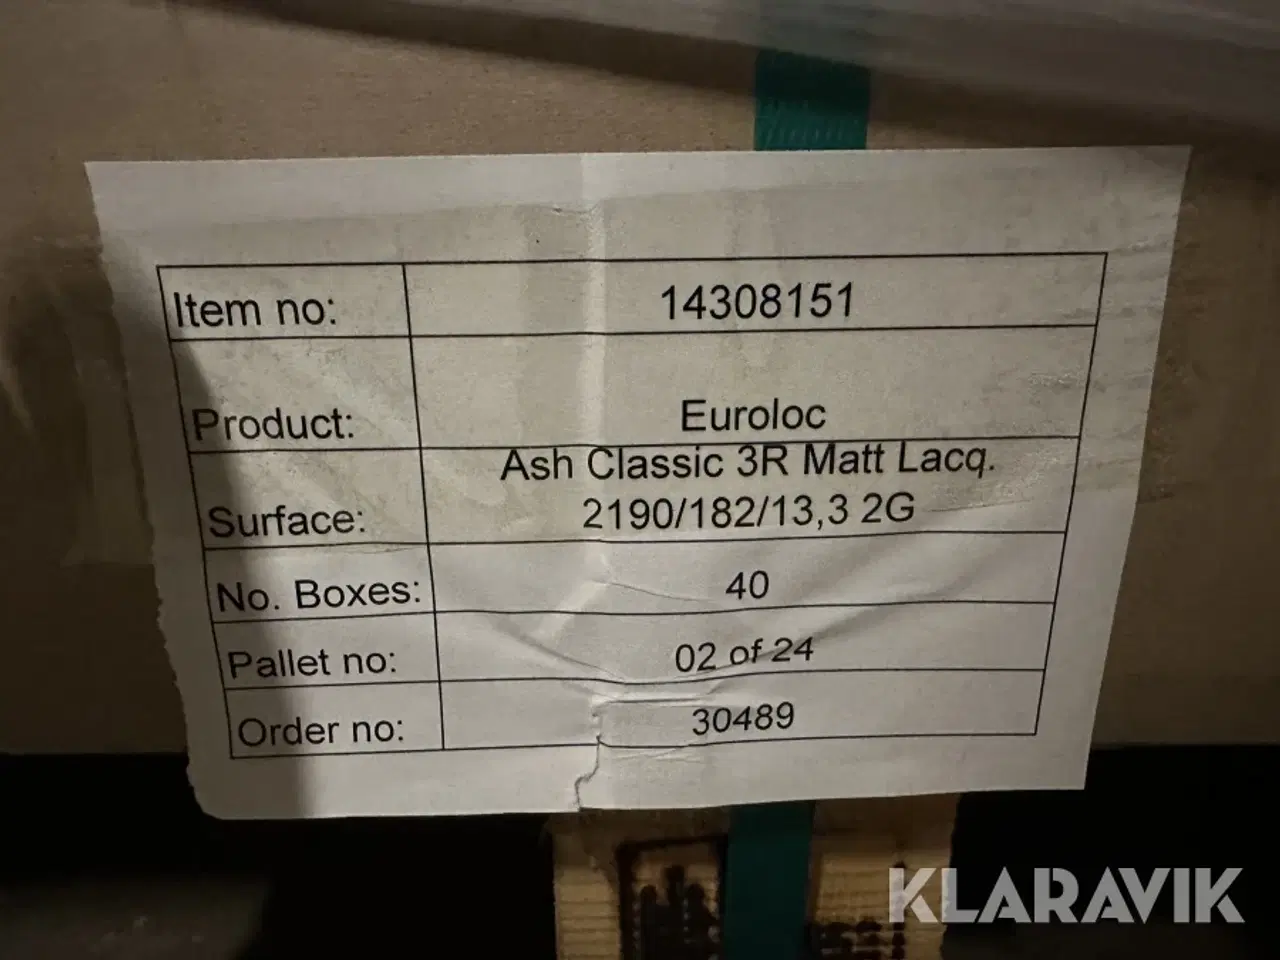 Item no: 14308151
Product: Euroloc
Surface: Ash Classic 3R Matt Lacq.
2190/182/13,3 2G
No. Boxes: 40
Pallet no: 02 of 24
Order no: 30489
KLARAVIK